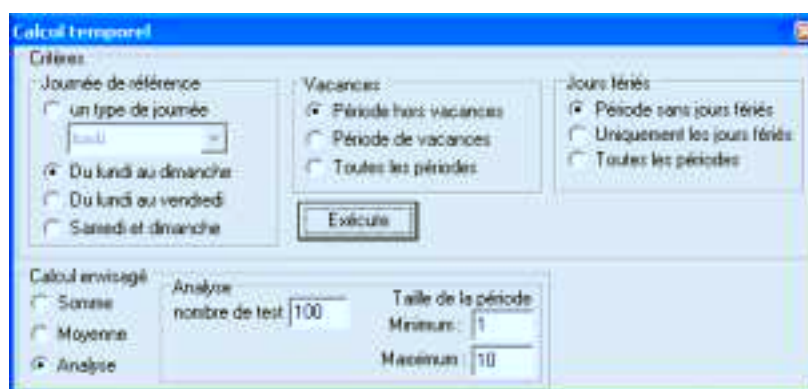 Calcul temporel
Critères
Journée de référence
un type de journée
lundi
Du lundi au dimanche
Du lundi au vendredi
Samedi et dimanche
Vacances
Période hors vacances
Période de vacances
Toutes les périodes
Jours fériés
Période sans jours fériés
Uniquement les jours fériés
Toutes les périodes
Exécute
Calcul envisagé
Somme
Moyenne
Analyse
Analyse
nombre de test 100
Taille de la période
Minimum : 1
Maximum : 10